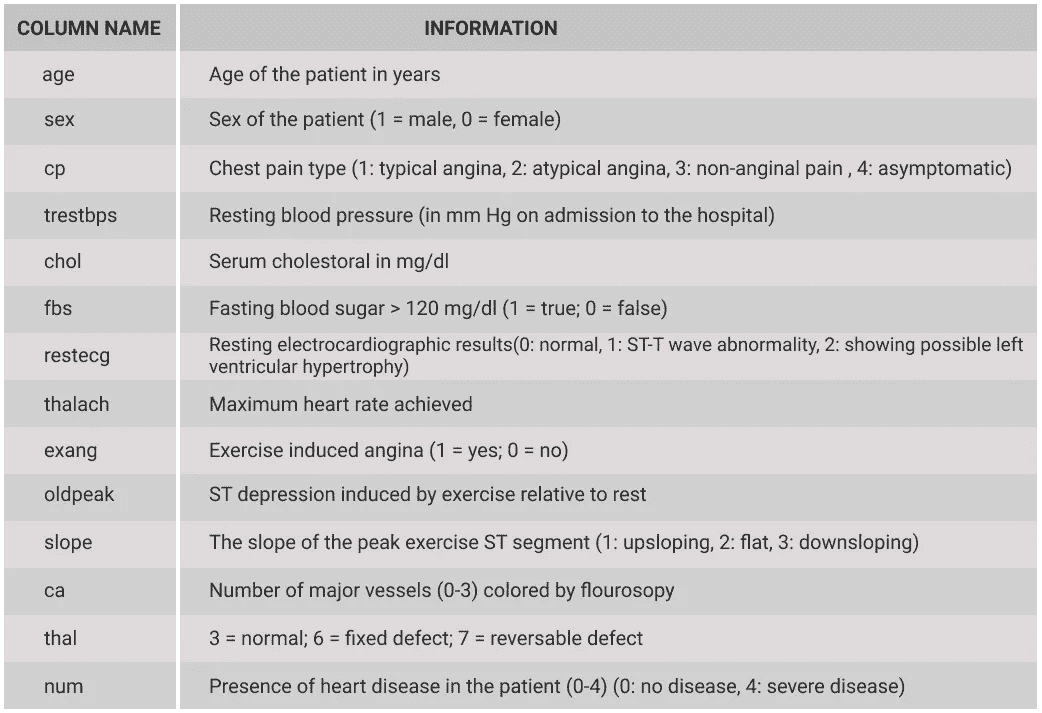 COLUMN NAME INFORMATION
age Age of the patient in years
sex Sex of the patient (1 = male, 0 = female)
cp Chest pain type (1: typical angina, 2: atypical angina, 3: non-anginal pain , 4: asymptomatic)
trestbps Resting blood pressure (in mm Hg on admission to the hospital)
chol Serum cholestoral in mg/dl
fbs Fasting blood sugar > 120 mg/dl (1 = true; 0 = false)
restecg Resting electrocardiographic results(0: normal, 1: ST-T wave abnormality, 2: showing possible left
ventricular hypertrophy)
thalach Maximum heart rate achieved
exang Exercise induced angina (1 = yes; 0 = no)
oldpeak ST depression induced by exercise relative to rest
slope The slope of the peak exercise ST segment (1: upsloping, 2: flat, 3: downsloping)
ca Number of major vessels (0-3) colored by flourosopy
thal 3 = normal; 6 = fixed defect; 7 = reversable defect
num Presence of heart disease in the patient (0-4) (0: no disease, 4: severe disease)